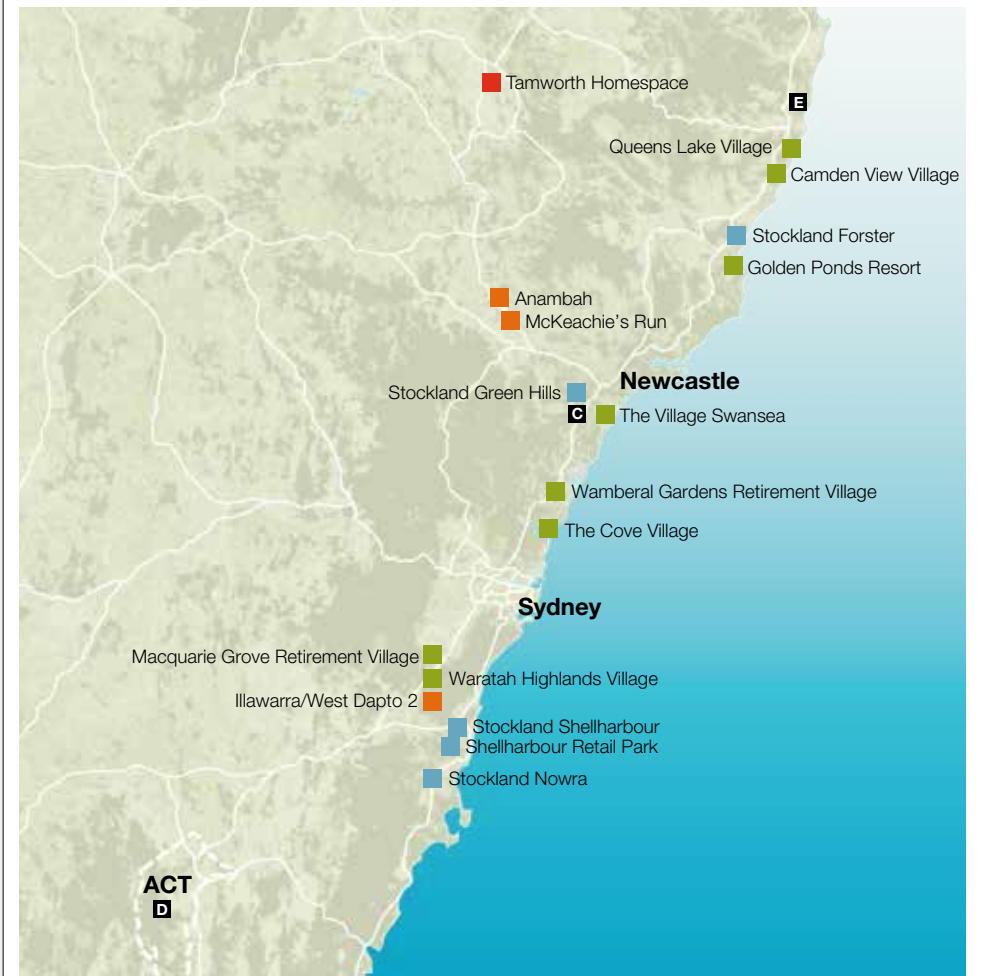 Tamworth Homespace
E
Queens Lake Village
Camden View Village
Stockland Forster
Golden Ponds Resort
Anambah
McKeachie's Run
Newcastle
Stockland Green Hills
C
The Village Swansea
Wamberal Gardens Retirement Village
The Cove Village
Sydney
Macquarie Grove Retirement Village
Waratah Highlands Village
Illawarra/West Dapto 2
Stockland Shellharbour
Shellharbour Retail Park
Stockland Nowra
ACT
D